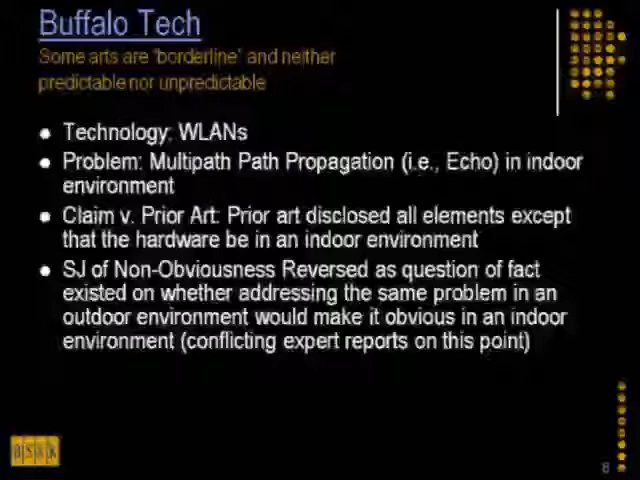 Buffalo Tech
Some arts are 'borderline' and neither
predictable nor unpredictable
● Technology: WLANs
● Problem: Multipath Path Propagation (i.e., Echo) in indoor
environment
● Claim v. Prior Art: Prior art disclosed all elements except
that the hardware be in an indoor environment
● SJ of Non-Obviousness Reversed as question of fact
existed on whether addressing the same problem in an
outdoor environment would make it obvious in an indoor
environment (conflicting expert reports on this point)
8